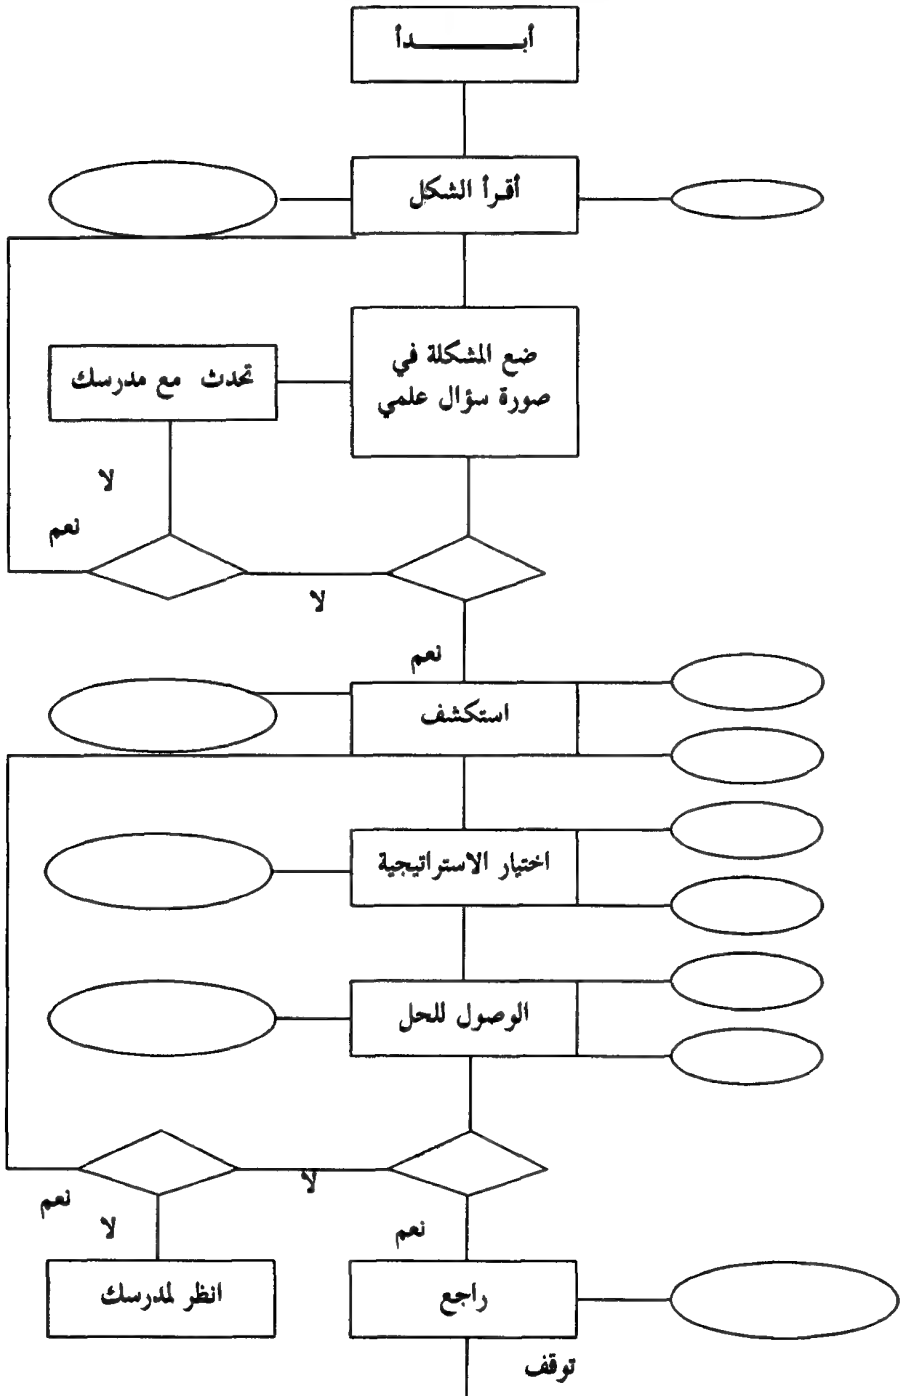 أبـــــــدأ
أقرأ الشكل
ضع المشكلة في
صورة سؤال علمي
تحدث مع مدرسك
لا
نعم
لا
نعم
استكشف
اختيار الاستراتيجية
الوصول للحل
لا
نعم
لا
نعم
راجع
انظر لمدرسك
توقف